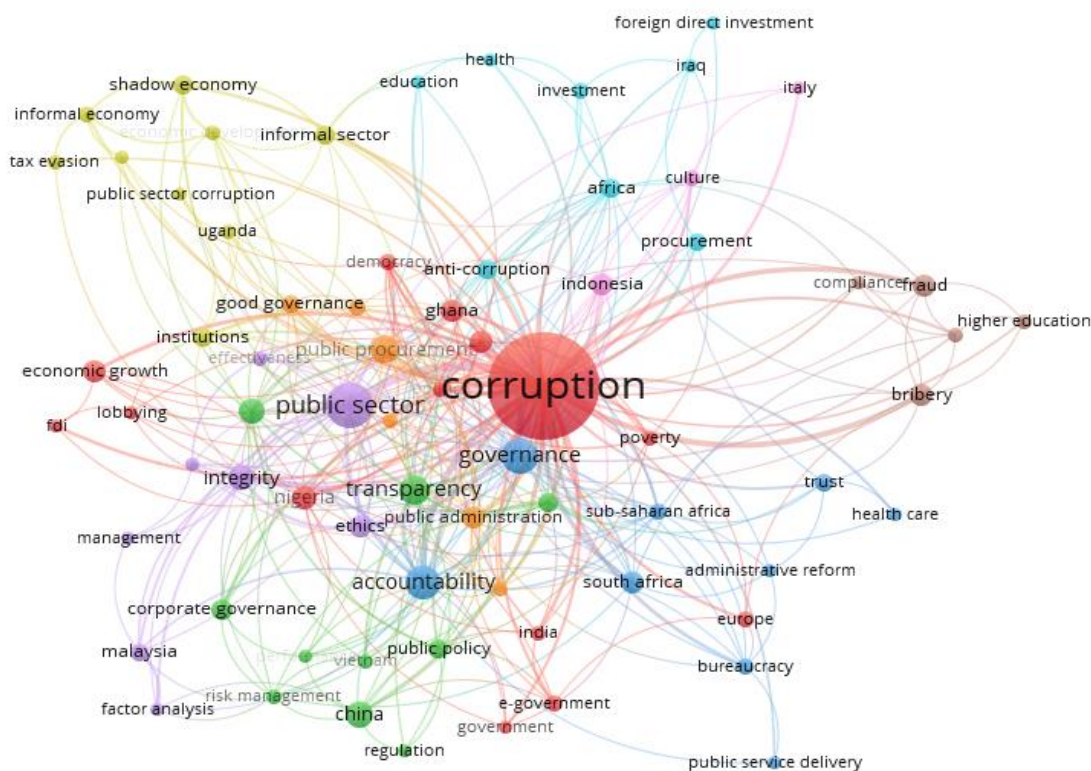 foreign direct investment
health
iraq
shadow economy
education
investment
italy
informal economy
informal sector
tax evasion
culture
public sector corruption
africa
uganda
procurement
democracy
anti-corruption
indonesia
compliance
fraud
good governance
ghana
higher education
institutions
public procurement
effectiveness
economic growth
corruption
bribery
public sector
lobbying
fdi
poverty
governance
integrity
transparency
trust
nigeria
sub-saharan africa
health care
public administration
ethics
management
administrative reform
accountability
south africa
corporate governance
europe
india
public policy
malaysia
vietnam
bureaucracy
risk management
e-government
factor analysis
china
government
regulation
public service delivery